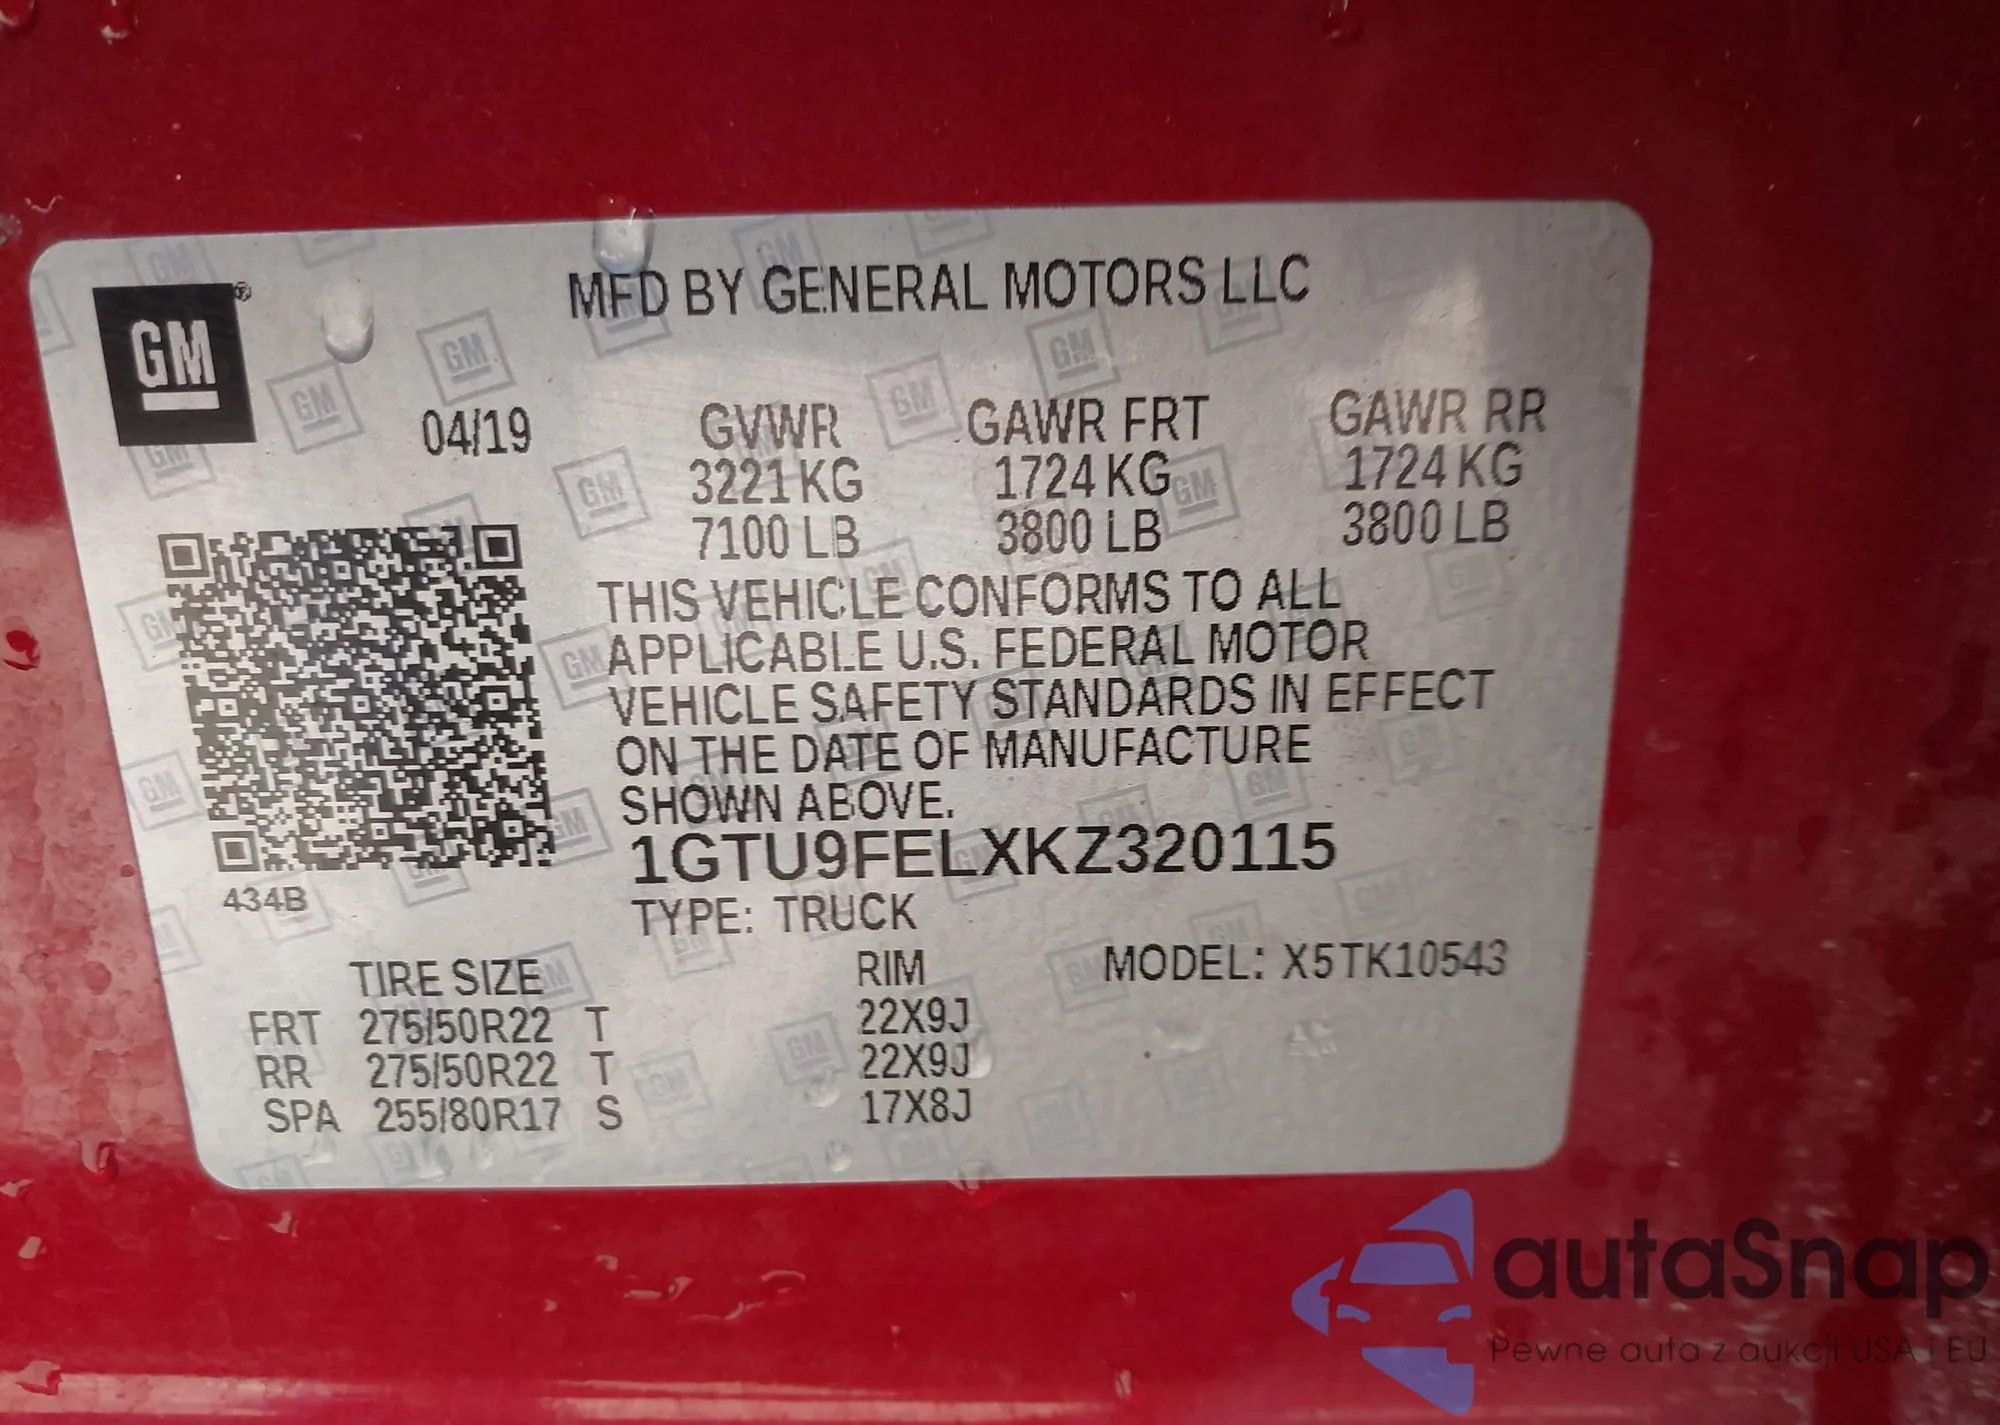 MFD BY GENERAL MOTORS LLC
GM®
04/19 GVWR GAWR FRT GAWR RR
3221 KG 1724 KG 1724 KG
7100 LB 3800 LB 3800 LB
THIS VEHICLE CONFORMS TO ALL
APPLICABLE U.S. FEDERAL MOTOR
VEHICLE SAFETY STANDARDS IN EFFECT
ON THE DATE OF MANUFACTURE
SHOWN ABOVE.
1GTU9FELXKZ320115
434B
TYPE: TRUCK
TIRE SIZE RIM MODEL: X5TK10543
FRT 275/50R22 T 22X9J
RR 275/50R22 T 22X9J
SPA 255/80R17 S 17X8J
autaSnap
Pewne auta z aukcji USA i EU